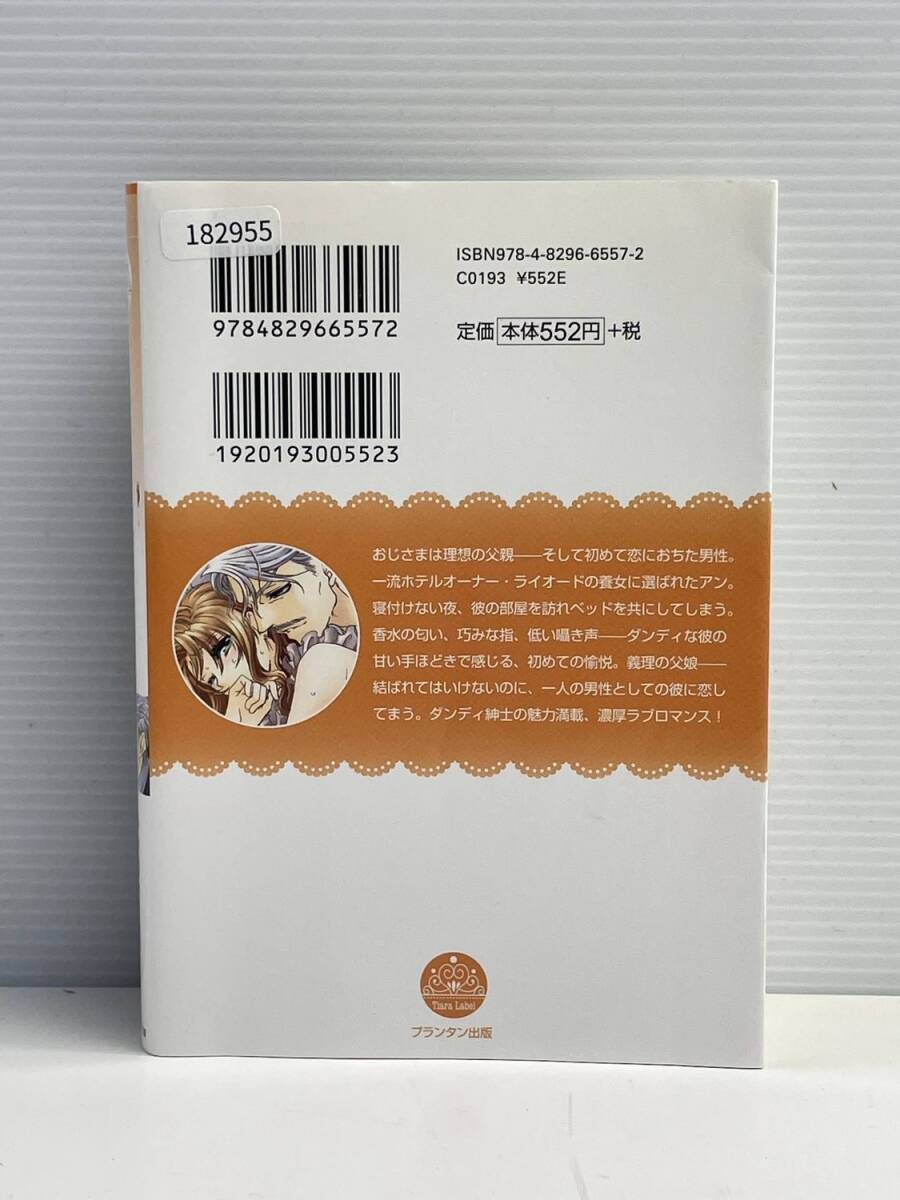 182955
ISBN978-4-8296-6557-2
C0193 ¥552E
9784829665572
定価 本体552円 +税
1920193005523
おじさまは理想の父親――そして初めて恋におちた男性。
一流ホテルオーナー・ライオードの養女に選ばれたアン。
寝付けない夜、彼の部屋を訪れベッドを共にしてしまう。
香水の匂い、巧みな指、低い囁き声――ダンディな彼の
甘い手ほどきで感じる、初めての愉悦。義理の父娘――
結ばれてはいけないのに、一人の男性としての彼に恋し
てまう。ダンディ紳士の魅力満載、濃厚ラブロマンス！
Tiara Label
プランタン出版